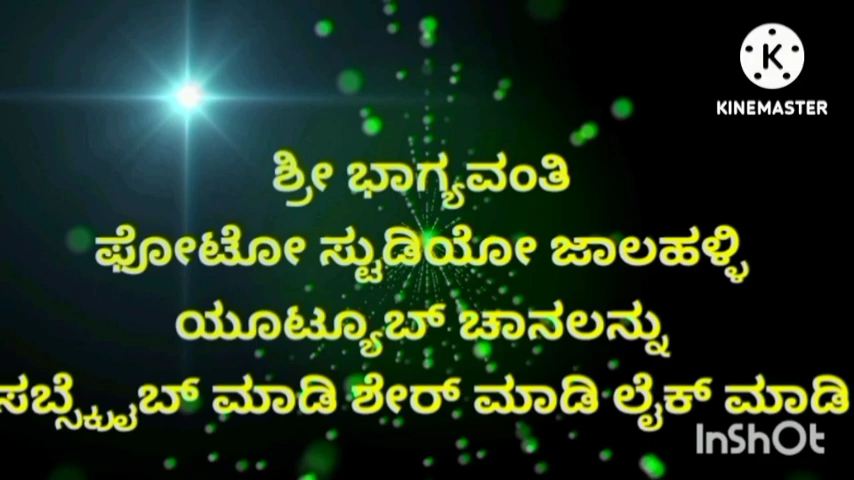 KINEMASTER
ಶ್ರೀ ಭಾಗ್ಯವಂತಿ
ಫೋಟೋ ಸ್ಟುಡಿಯೋ ಜಾಲಹಳ್ಳಿ
ಯೂಟ್ಯೂಬ್ ಚಾನಲನ್ನು
ಸಬ್ಸ್ಕ್ರೈಬ್ ಮಾಡಿ ಶೇರ್ ಮಾಡಿ ಲೈಕ್ ಮಾಡಿ
InShOt